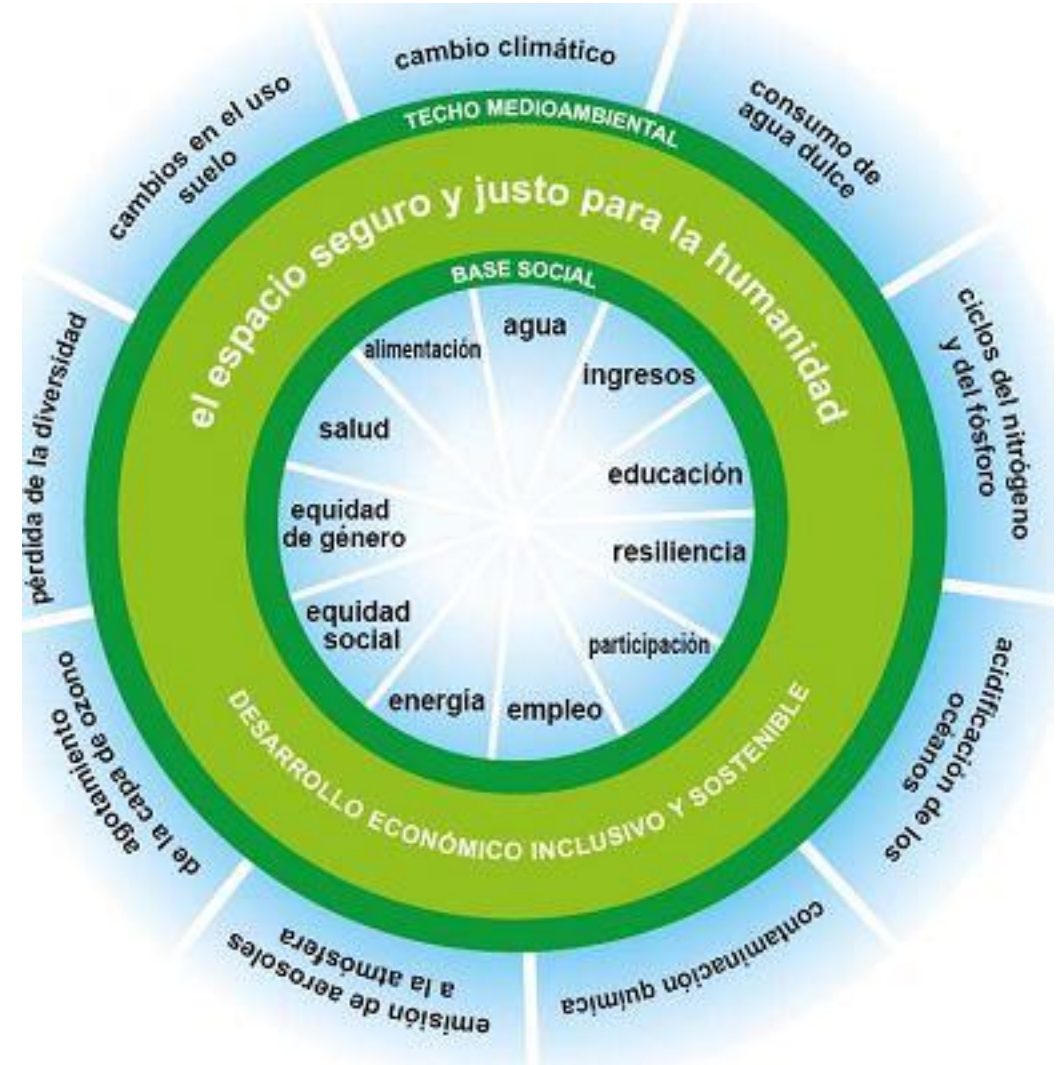 cambio climático
consumo de
agua dulce
ciclos del nitrógeno
y del fósforo
acidificación de los
océanos
contaminación química
emisión de aerosoles
a la atmósfera
agotamiento
de la capa de ozono
pérdida de la diversidad
cambios en el uso
suelo
TECHO MEDIOAMBIENTAL
el espacio seguro y justo para la humanidad
BASE SOCIAL
agua
ingresos
educación
resiliencia
participación
empleo
energía
equidad
social
equidad
de género
salud
alimentación
DESARROLLO ECONÓMICO INCLUSIVO Y SOSTENIBLE